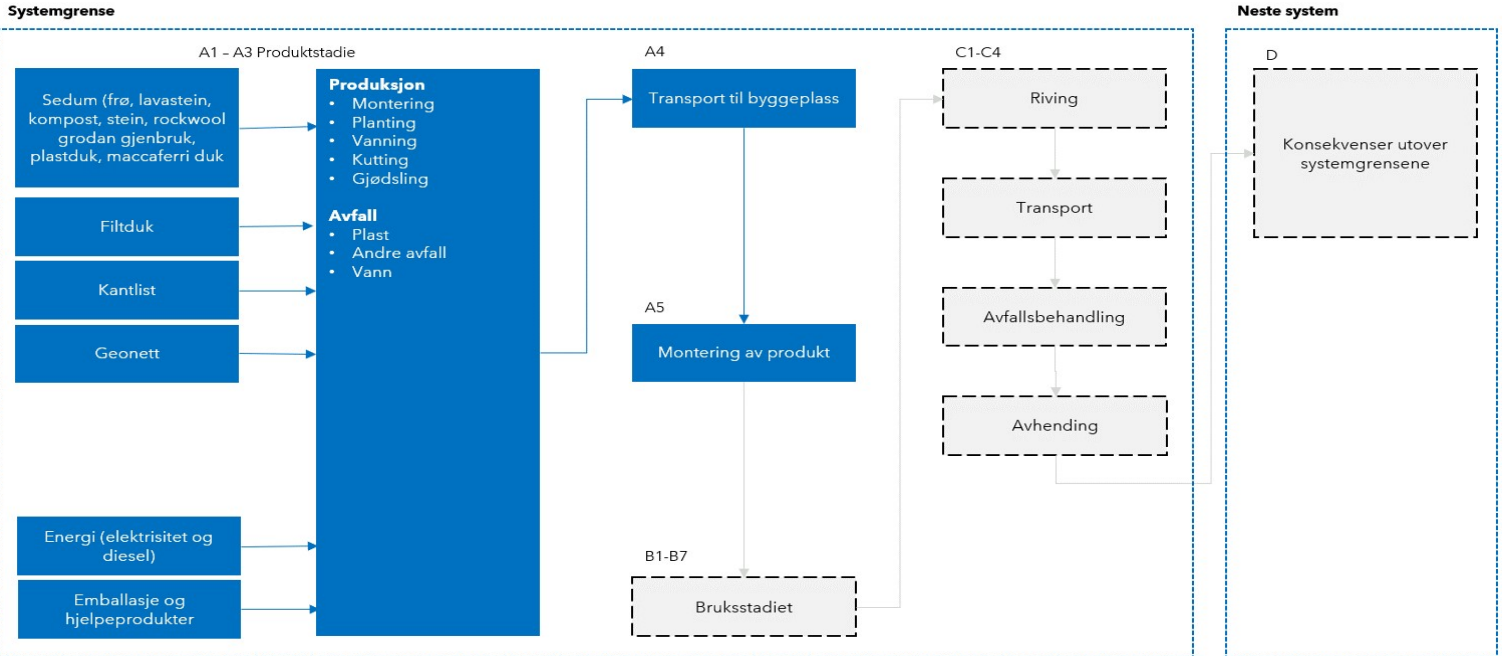 Systemgrense
Neste system
A1 – A3 Produktstadie
Sedum (frø, lavastein,
kompost, stein, rockwool
grodan gjenbruk,
plastduk, maccaferri duk
Filtduk
Kantlist
Geonett
Energi (elektrisitet og
diesel)
Emballasje og
hjelpeprodukter
Produksjon
• Montering
• Planting
• Vanning
• Kutting
• Gjødsling
Avfall
• Plast
• Andre avfall
• Vann
A4
Transport til byggeplass
A5
Montering av produkt
B1-B7
Bruksstadiet
C1-C4
Riving
Transport
Avfallsbehandling
Avhending
D
Konsekvenser utover
systemgrensene